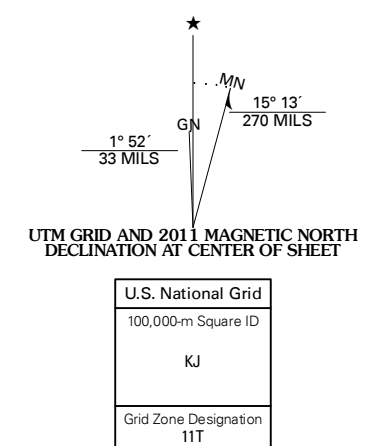 ★
MN
15° 13´
270 MILS
GN
1° 52´
33 MILS
UTM GRID AND 2011 MAGNETIC NORTH
DECLINATION AT CENTER OF SHEET
U.S. National Grid
100,000-m Square ID
KJ
Grid Zone Designation
11T